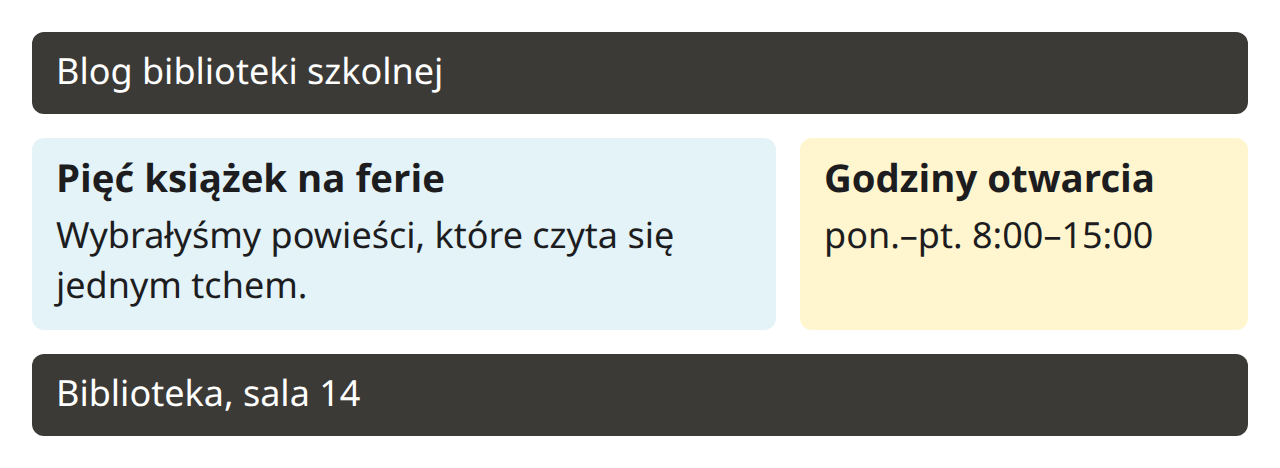 Blog biblioteki szkolnej
Pięć książek na ferie
Wybrałyśmy powieści, które czyta się
jednym tchem.
Godziny otwarcia
pon.–pt. 8:00–15:00
Biblioteka, sala 14